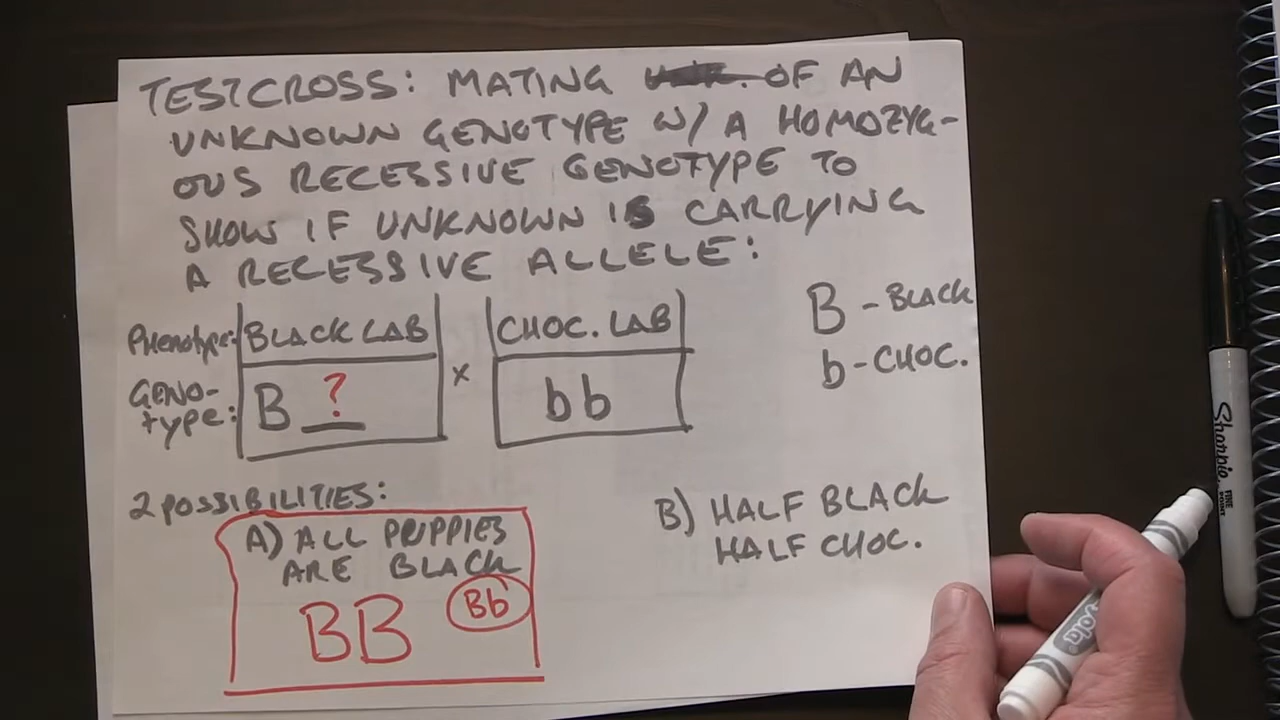 TESTCROSS: MATING OF AN
UNKNOWN GENOTYPE W/ A HOMOZYG-
OUS RECESSIVE GENOTYPE TO
SHOW IF UNKNOWN IS CARRYING
A RECESSIVE ALLELE:
B - BLACK
b - CHOC.
Phenotype: BLACK LAB CHOC. LAB
GENO-
type: B ? x bb
2 POSSIBILITIES:
A) ALL PUPPIES
ARE BLACK
BB Bb
B) HALF BLACK
HALF CHOC.
Sharpie
FINE
POINT